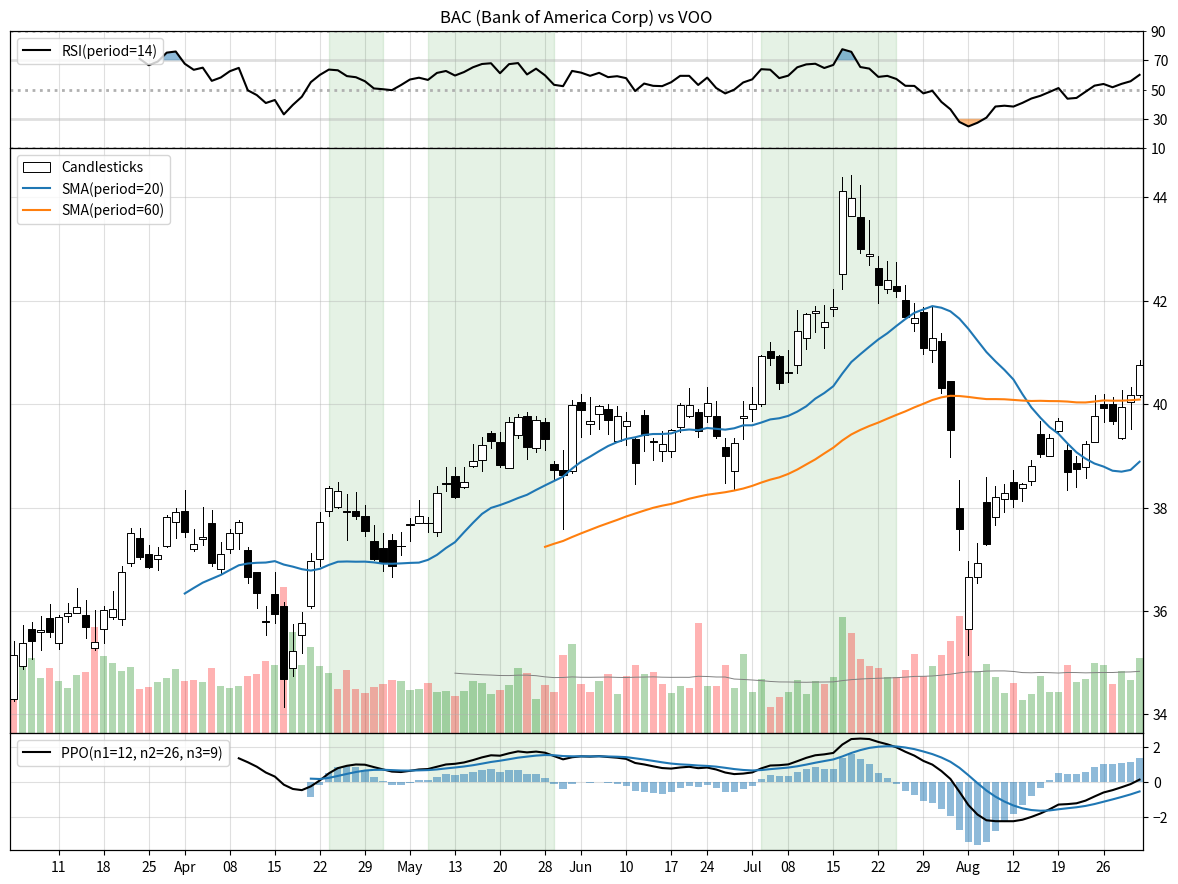 BAC (Bank of America Corp) vs VOO
RSI(period=14)
90
70
50
30
10
Candlesticks
SMA(period=20)
SMA(period=60)
44
42
40
38
36
34
PPO(n1=12, n2=26, n3=9)
2
0
−2
11 18 25 Apr 08 15 22 29 May 13 20 28 Jun 10 17 24 Jul 08 15 22 29 Aug 12 19 26